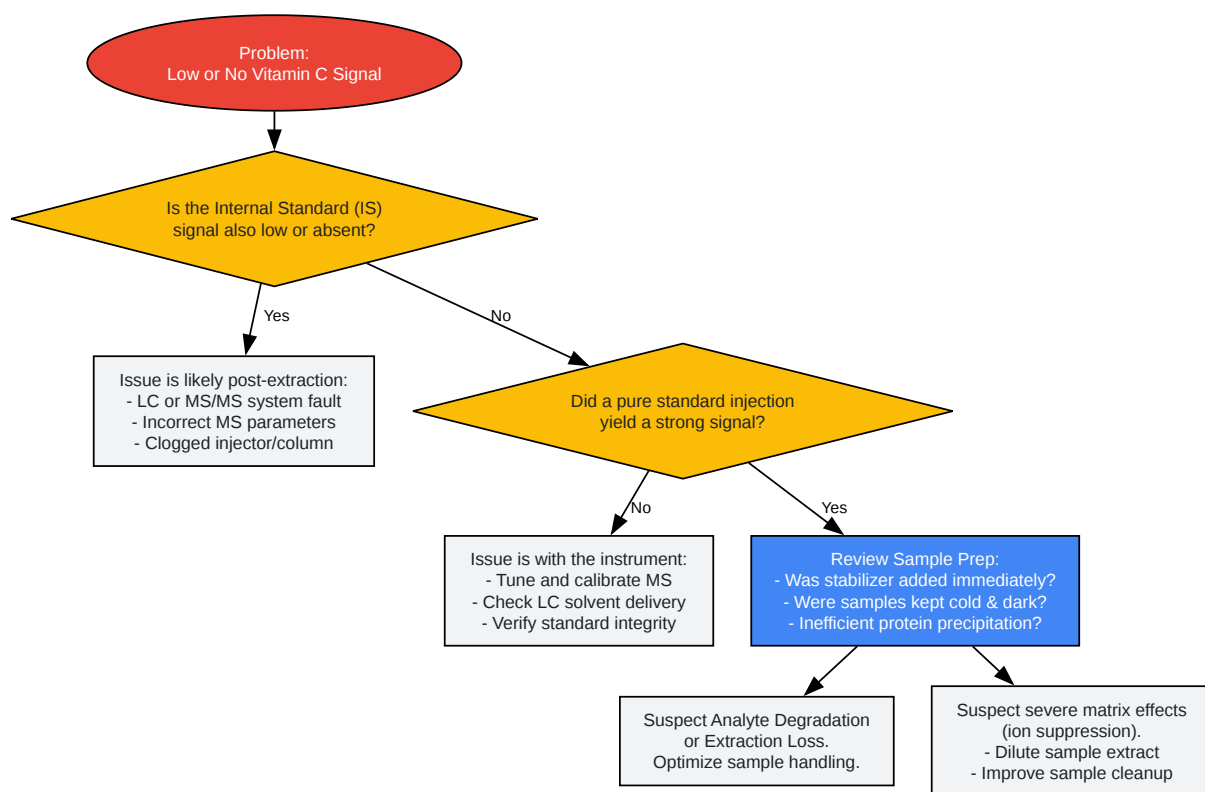 Problem:
Low or No Vitamin C Signal
Is the Internal Standard (IS)
signal also low or absent?
Yes
No
Issue is likely post-extraction:
- LC or MS/MS system fault
- Incorrect MS parameters
- Clogged injector/column
Did a pure standard injection
yield a strong signal?
No
Yes
Issue is with the instrument:
- Tune and calibrate MS
- Check LC solvent delivery
- Verify standard integrity
Review Sample Prep:
- Was stabilizer added immediately?
- Were samples kept cold & dark?
- Inefficient protein precipitation?
Suspect Analyte Degradation
or Extraction Loss.
Optimize sample handling.
Suspect severe matrix effects
(ion suppression).
- Dilute sample extract
- Improve sample cleanup